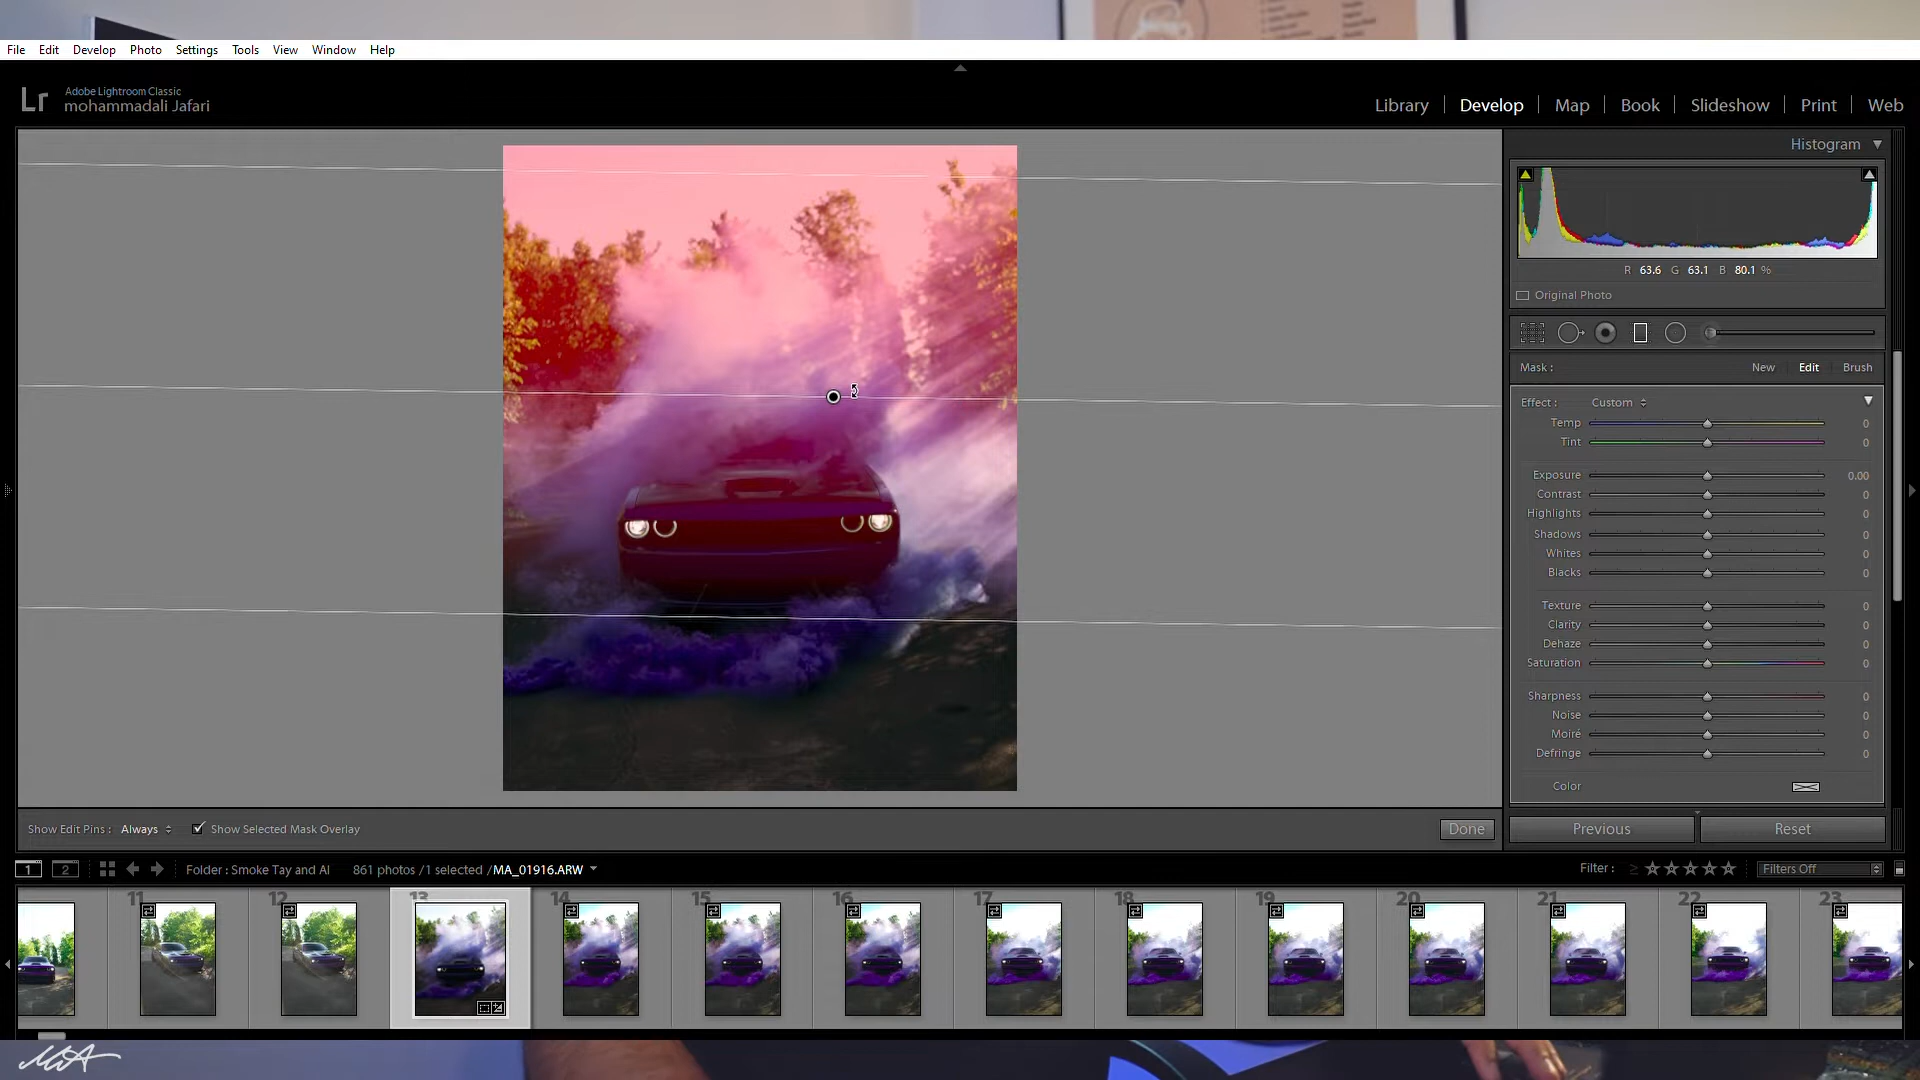 File Edit Develop Photo Settings Tools View Window Help
Lr Adobe Lightroom Classic
mohammadali Jafari
Library Develop Map Book Slideshow Print Web
Histogram
R 63.6 G 63.1 B 80.1 %
Original Photo
Mask : New Edit Brush
Effect : Custom
Temp 0
Tint 0
Exposure 0.00
Contrast 0
Highlights 0
Shadows 0
Whites 0
Blacks 0
Texture 0
Clarity 0
Dehaze 0
Saturation 0
Sharpness 0
Noise 0
Moiré 0
Defringe 0
Color
Show Edit Pins : Always Show Selected Mask Overlay Done
Previous Reset
1 2 Folder : Smoke Tay and Al 861 photos /1 selected /MA_01916.ARW Filter : Filters Off
11 12 13 14 15 16 17 18 19 20 21 22 23
MA